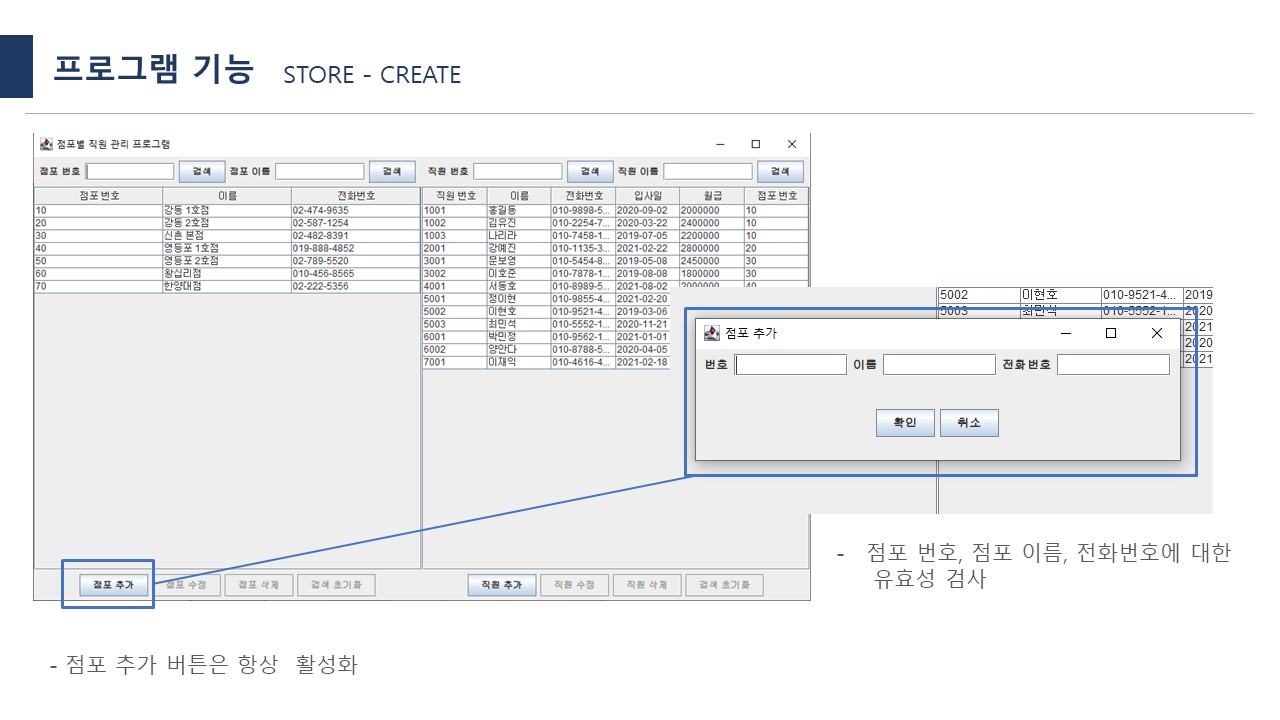 프로그램 기능 STORE - CREATE
점포별 직원 관리 프로그램
점포 번호 검색 점포 이름 검색 직원 번호 검색 직원 이름 검색
점포 번호 이름 전화번호 직원 번호 이름 전화번호 입사일 월급 점포 번호
10 강동 1호점 02-474-9635 1001 홍길동 010-9898-5... 2020-09-02 2000000 10
20 강동 2호점 02-587-1254 1002 김유진 010-2254-7... 2020-03-22 2400000 10
30 신촌 본점 02-482-8391 1003 나리라 010-7458-1... 2019-07-05 2200000 10
40 영등포 1호점 019-888-4852 2001 강예진 010-1135-3... 2021-02-22 2800000 20
50 영등포 2호점 02-789-5520 3001 문보영 010-5454-8... 2019-05-08 2450000 30
60 왕십리점 010-456-8565 3002 이호준 010-7878-1... 2019-08-08 1800000 30
70 한양대점 02-222-5356 4001 서동호 010-8989-5... 2021-08-02 2000000 40
5001 정미현 010-9855-4... 2021-02-20
5002 이현호 010-9521-4... 2019-03-06
5003 최민석 010-5552-1... 2020-11-21
6001 박민정 010-9562-1... 2021-01-01
6002 양안다 010-8788-5... 2020-04-05
7001 이재익 010-4616-4... 2021-02-18
5002 이현호 010-9521-4... 2019
5003 최민석 010-5552-1... 2020
2021
2020
2021
점포 추가
번호 이름 전화 번호
확인 취소
점포 추가 점포 수정 점포 삭제 검색 초기화 직원 추가 직원 수정 직원 삭제 검색 초기화
- 점포 번호, 점포 이름, 전화번호에 대한
유효성 검사
- 점포 추가 버튼은 항상 활성화